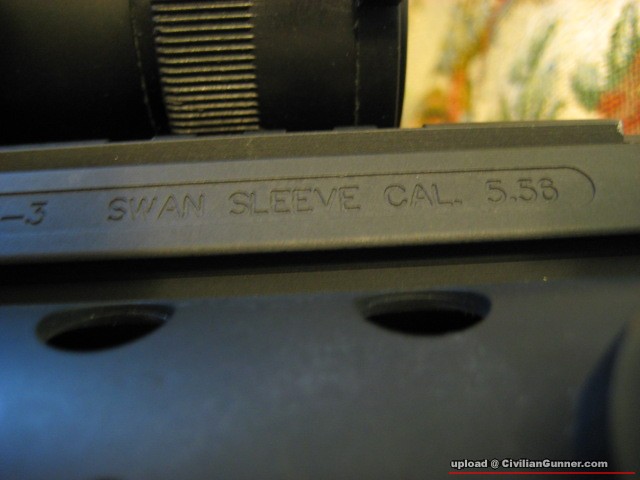 -3 SWAN SLEEVE CAL. 5.56
upload @ CivilianGunner.com